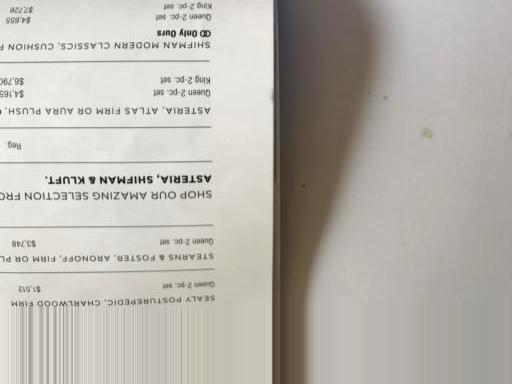 SEALY POSTUREPEDIC, CHARLWOOD FIRM
Queen 2-pc. set $1,512
STEARNS & FOSTER, ARONOFF, FIRM OR PL
Queen 2-pc. set $3,748
SHOP OUR AMAZING SELECTION FRO
ASTERIA, SHIFMAN & KLUFT.
Reg.
ASTERIA, ATLAS FIRM OR AURA PLUSH,
Queen 2-pc. set $4,165
King 2-pc. set $6,790
SHIFMAN MODERN CLASSICS, CUSHION F
Only Ours
Queen 2-pc. set $4,655
King 2-pc. set $7,726